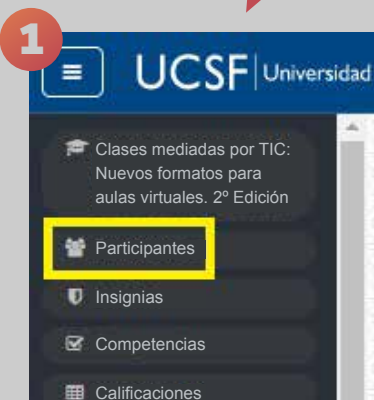 1
UCSF Universidad
Clases mediadas por TIC:
Nuevos formatos para
aulas virtuales. 2º Edición
Participantes
Insignias
Competencias
Calificaciones